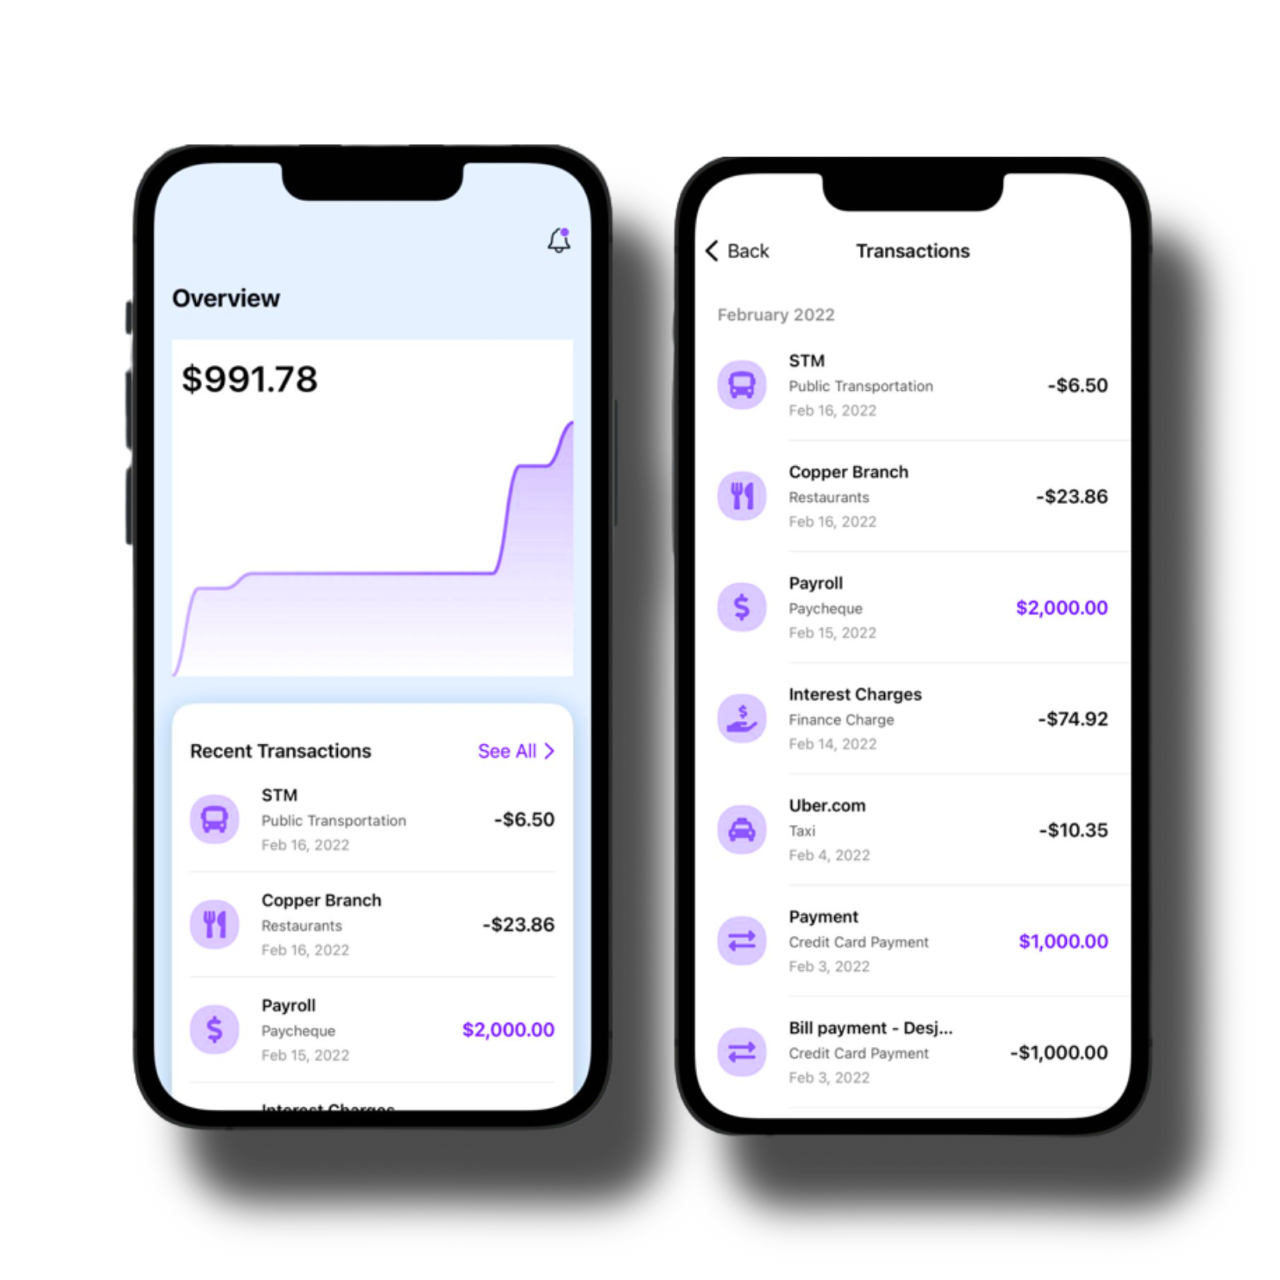 Overview
$991.78
Recent Transactions
See All
STM
Public Transportation
-$6.50
Feb 16, 2022
Copper Branch
Restaurants
-$23.86
Feb 16, 2022
Payroll
Paycheque
$2,000.00
Feb 15, 2022
Interest Charges
Back
Transactions
February 2022
STM
Public Transportation
-$6.50
Feb 16, 2022
Copper Branch
Restaurants
-$23.86
Feb 16, 2022
Payroll
Paycheque
$2,000.00
Feb 15, 2022
Interest Charges
Finance Charge
-$74.92
Feb 14, 2022
Uber.com
Taxi
-$10.35
Feb 4, 2022
Payment
Credit Card Payment
$1,000.00
Feb 3, 2022
Bill payment - Desj...
Credit Card Payment
-$1,000.00
Feb 3, 2022